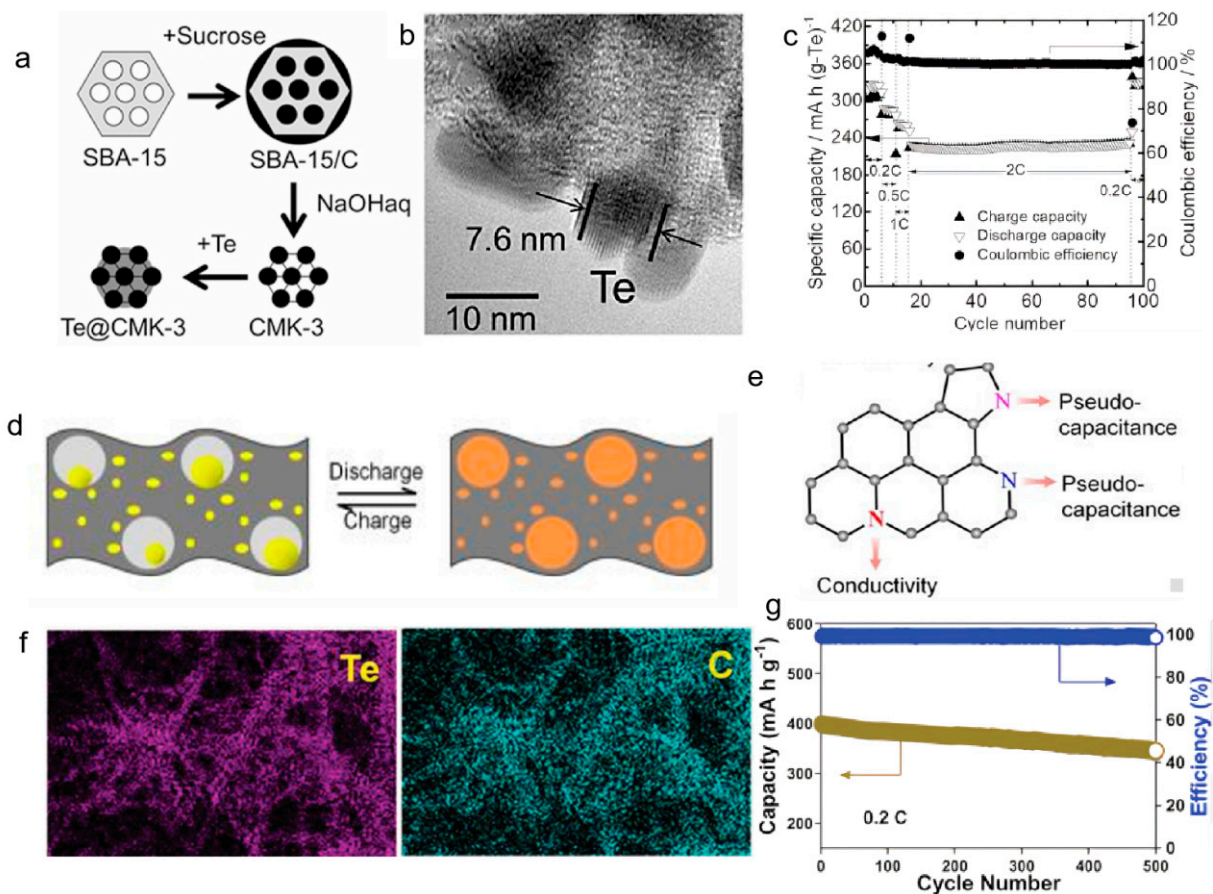 a
+Sucrose
SBA-15
SBA-15/C
NaOHaq
+Te
Te@CMK-3
CMK-3
b
7.6 nm
Te
10 nm
c
Specific capacity / mA h (g-Te)⁻¹
420
360
300
240
180
120
60
0
120
100
80
60
40
20
0
Coulombic efficiency / %
0.2C
0.5C
1C
2C
0.2C
Charge capacity
Discharge capacity
Coulombic efficiency
0 20 40 60 80 100
Cycle number
d
Discharge
Charge
e
N
Pseudo-
capacitance
N
Pseudo-
capacitance
N
Conductivity
f
Te
C
g
Capacity (mA h g⁻¹)
600
500
400
300
200
100
80
60
40
20
0
Efficiency (%)
0.2 C
0 100 200 300 400 500
Cycle Number